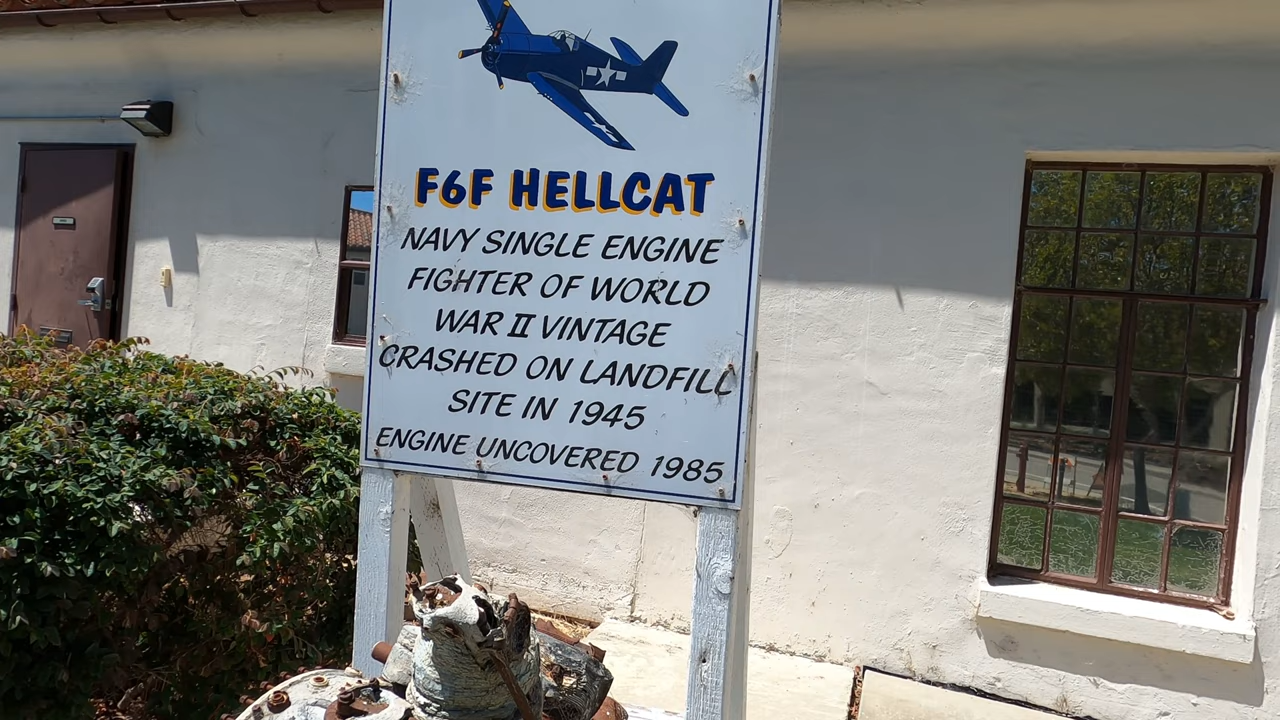 F6F HELLCAT
NAVY SINGLE ENGINE
FIGHTER OF WORLD
WAR II VINTAGE
CRASHED ON LANDFILL
SITE IN 1945
ENGINE UNCOVERED 1985